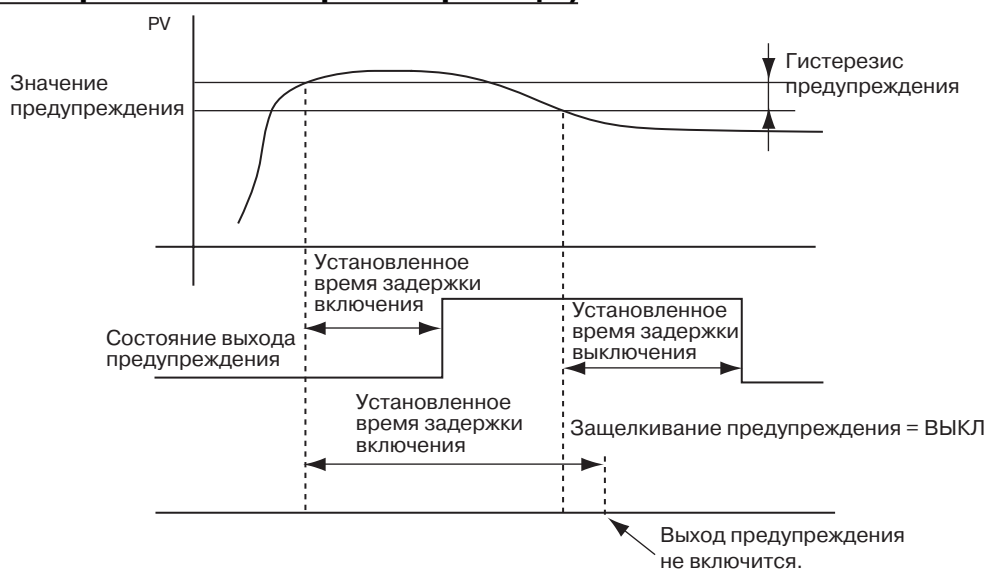 PV
Гистерезис
предупреждения
Значение
предупреждения
Установленное
время задержки
включения
Установленное
время задержки
выключения
Состояние выхода
предупреждения
Установленное
время задержки
включения
Защелкивание предупреждения = ВЫКЛ
Выход предупреждения
не включится.